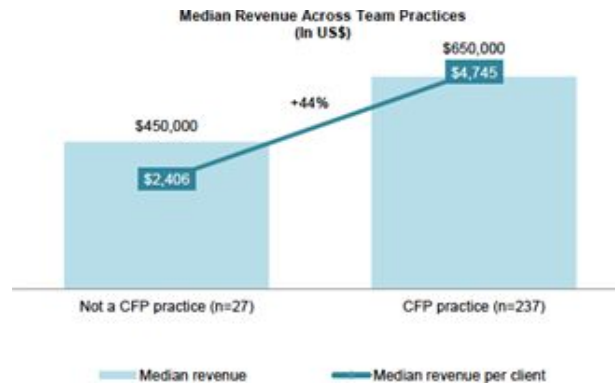 Median Revenue Across Team Practices
(In US$)
$650,000
$4,745
+44%
$450,000
$2,406
Not a CFP practice (n=27) CFP practice (n=237)
Median revenue Median revenue per client